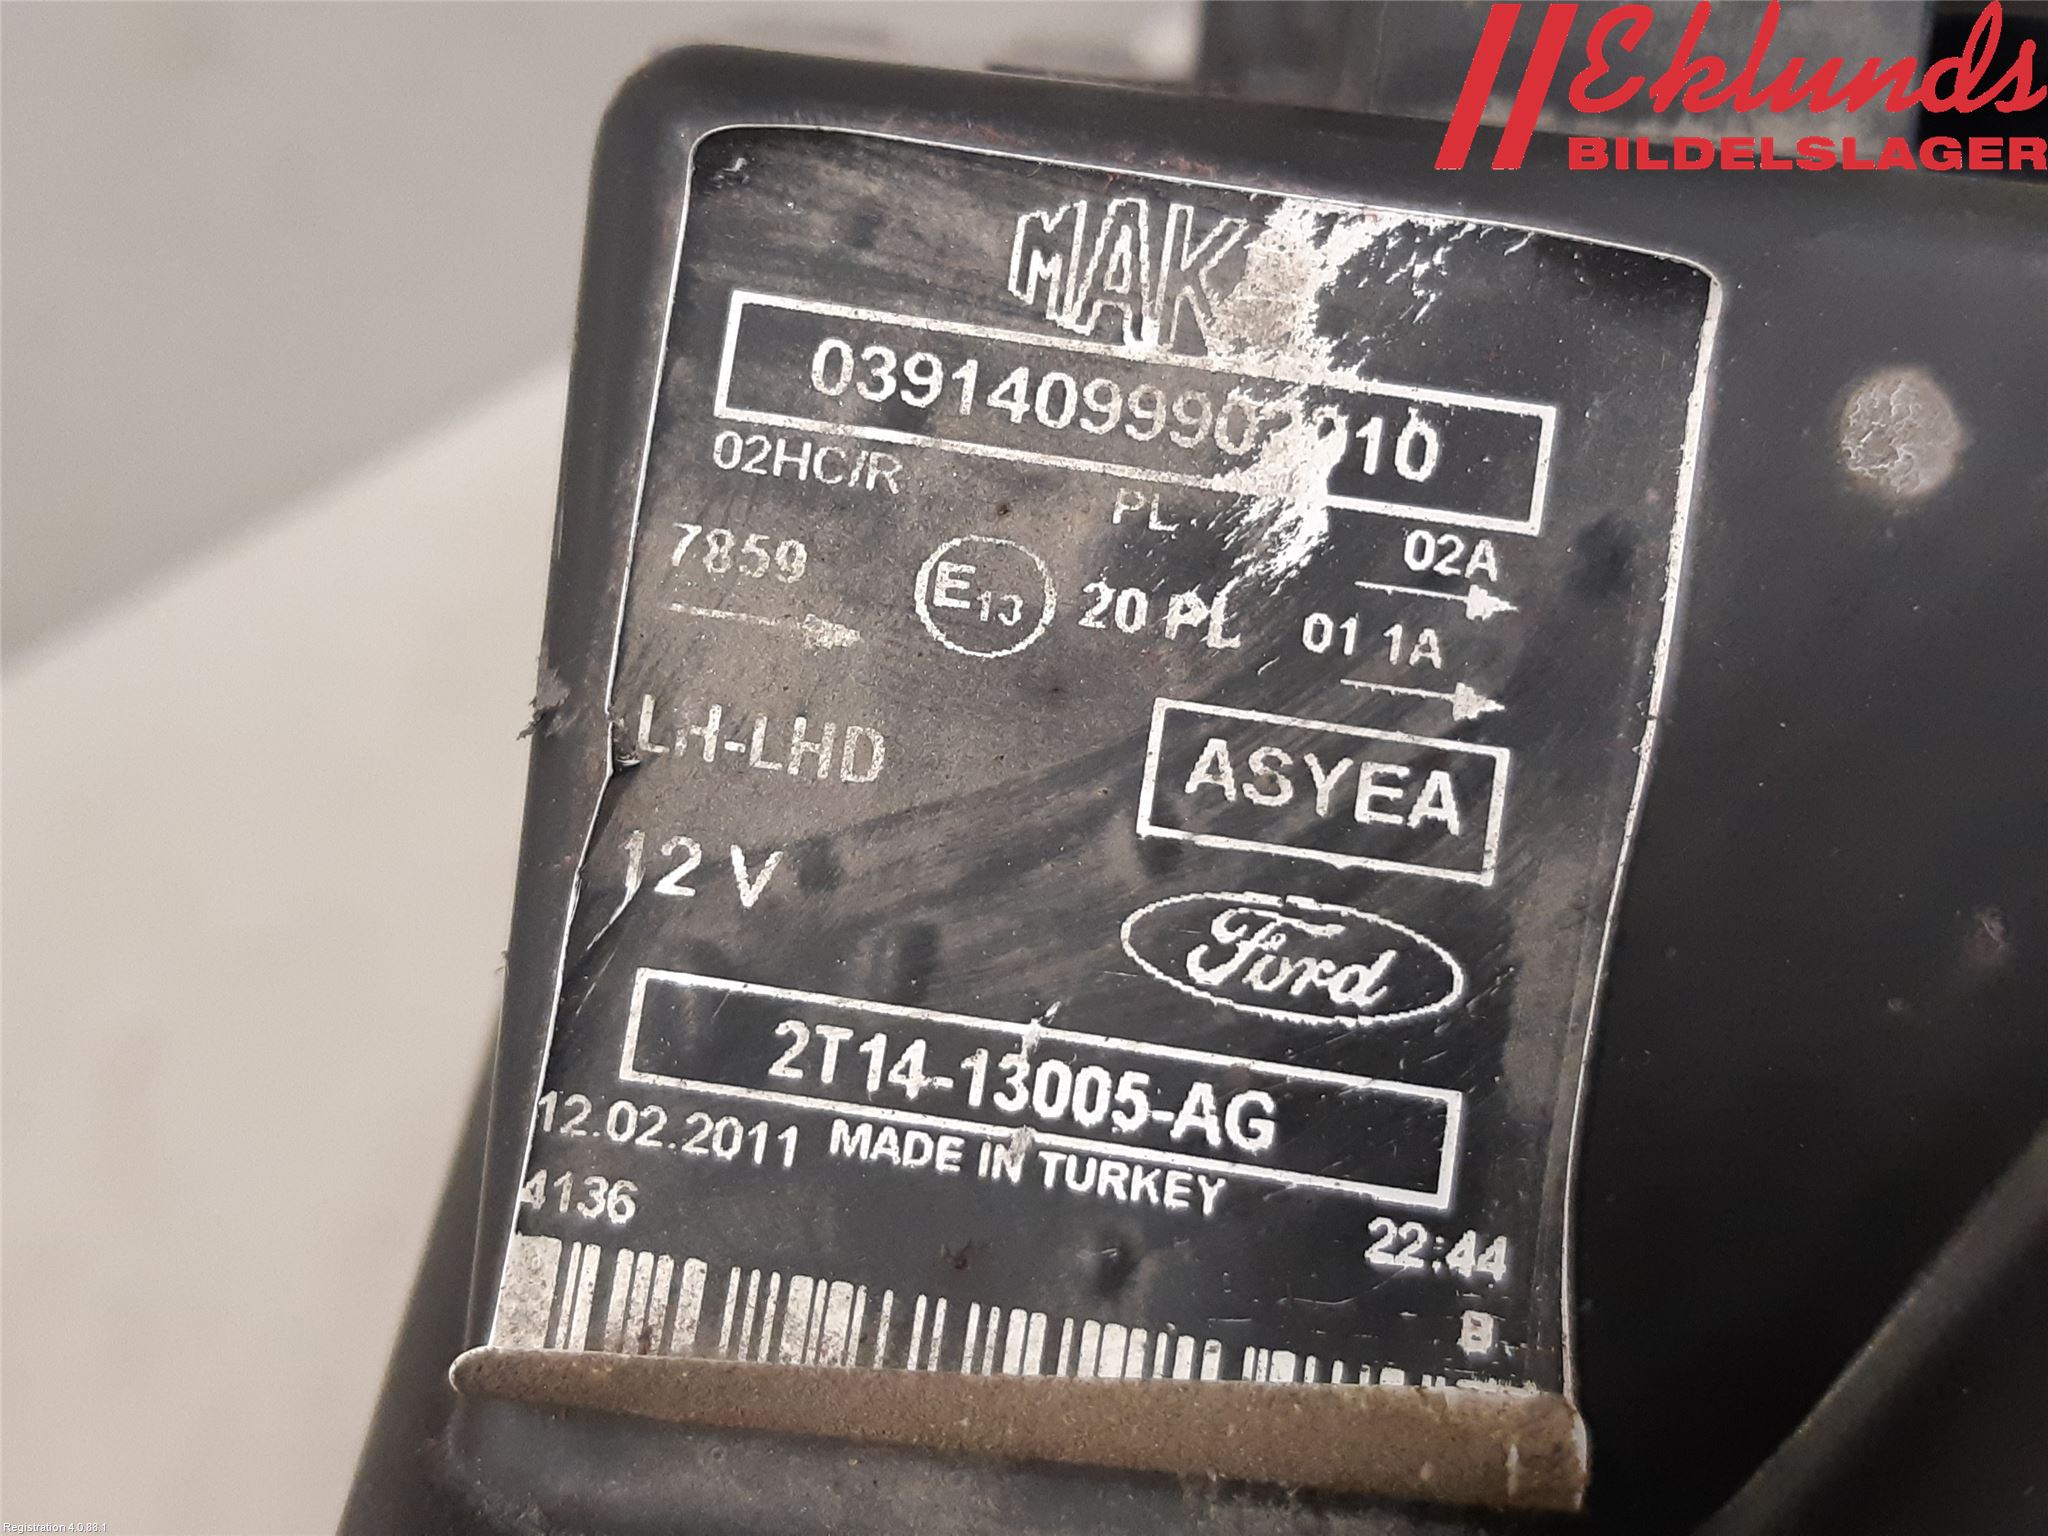 Eklunds
BILDELSLAGER
MAK
02HC/R
PL
02A
7859
E13
20 PL
01 1A
LH-LHD
ASYEA
12 V
Ford
2T14-13005-AG
12.02.2011 MADE IN TURKEY
4136
22:44
B
Registration 4.0.88.1